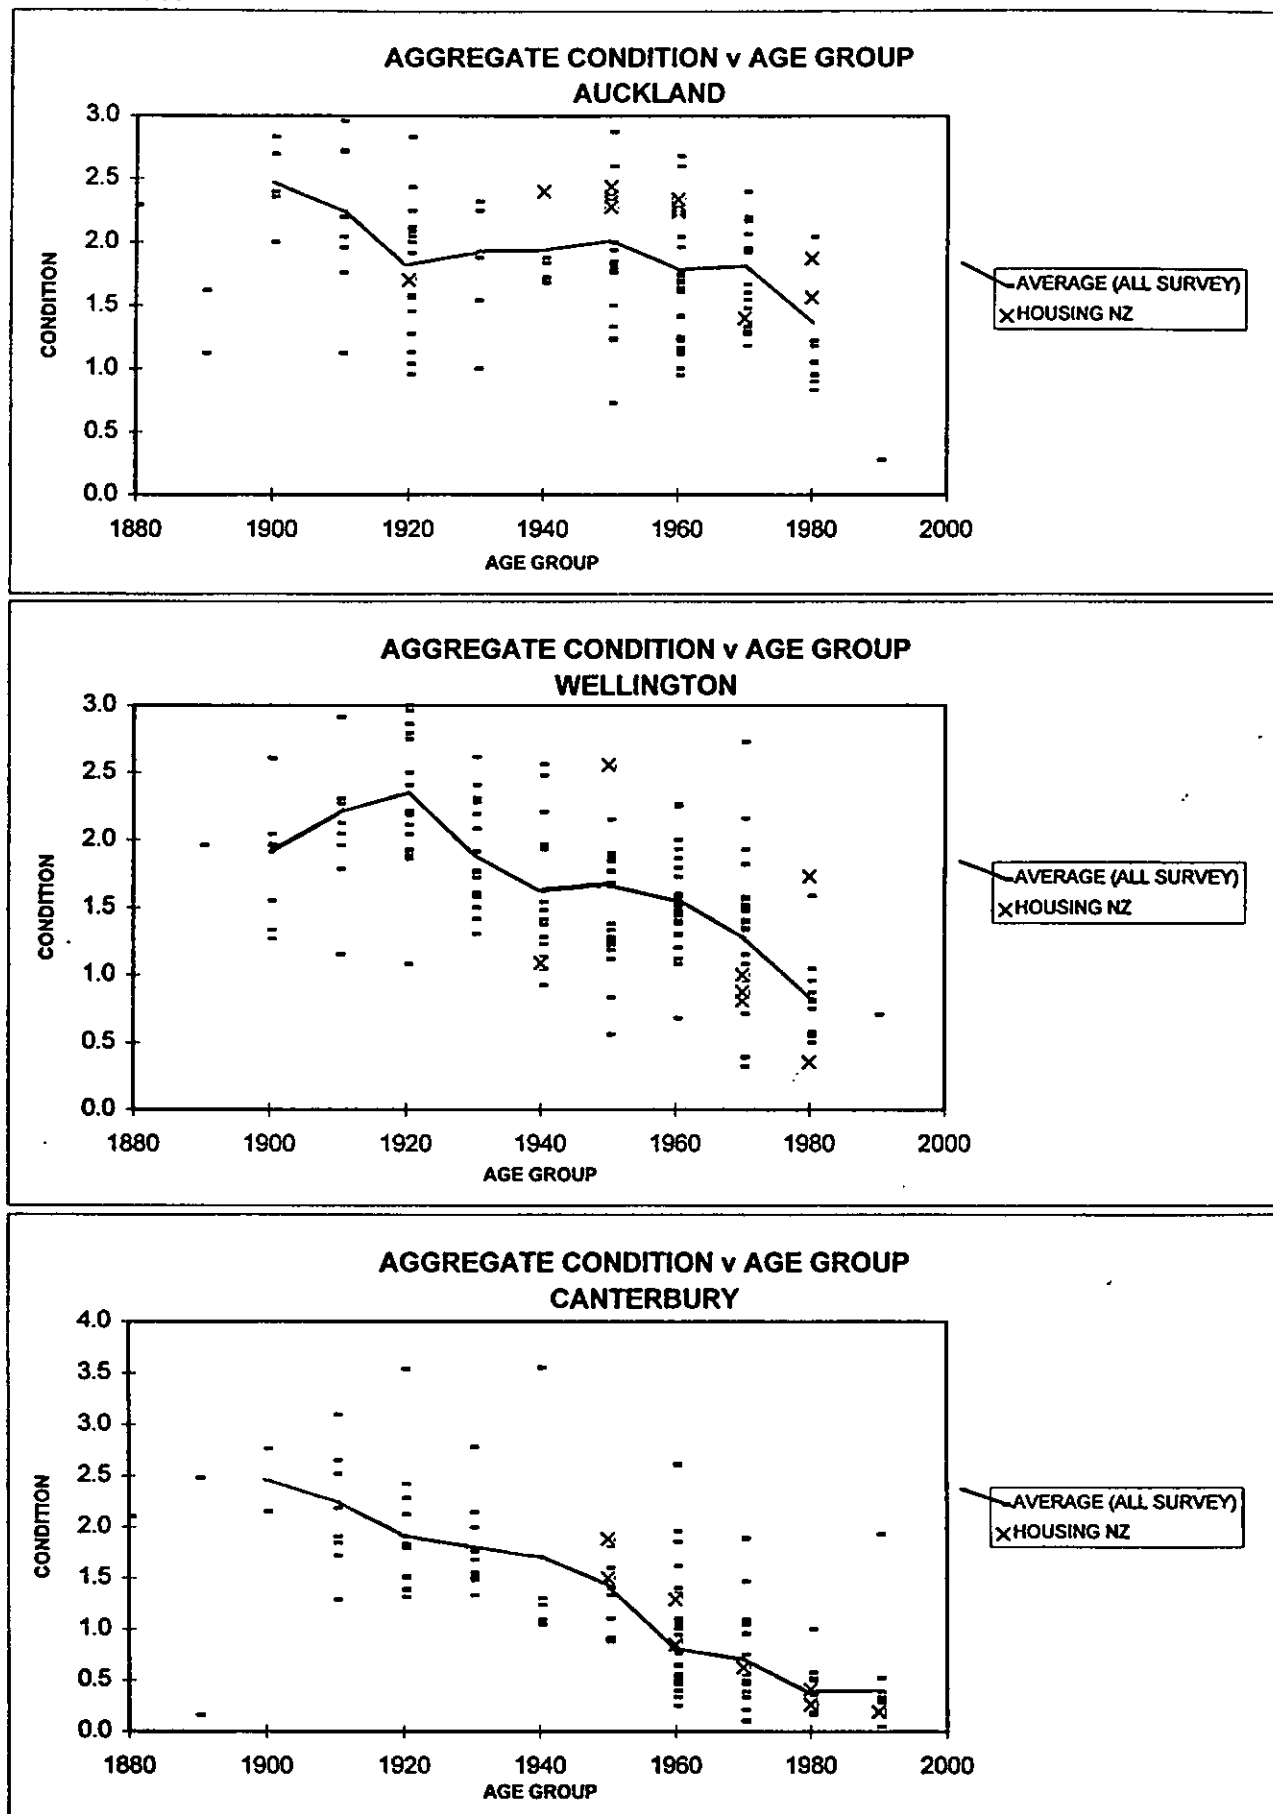 AGGREGATE CONDITION v AGE GROUP
AUCKLAND
3.0
2.5
2.0
1.5
1.0
0.5
0.0
CONDITION
1880 1900 1920 1940 1960 1980 2000
AGE GROUP
AVERAGE (ALL SURVEY)
HOUSING NZ
AGGREGATE CONDITION v AGE GROUP
WELLINGTON
3.0
2.5
2.0
1.5
1.0
0.5
0.0
CONDITION
1880 1900 1920 1940 1960 1980 2000
AGE GROUP
AVERAGE (ALL SURVEY)
HOUSING NZ
AGGREGATE CONDITION v AGE GROUP
CANTERBURY
4.0
3.5
3.0
2.5
2.0
1.5
1.0
0.5
0.0
CONDITION
1880 1900 1920 1940 1960 1980 2000
AGE GROUP
AVERAGE (ALL SURVEY)
HOUSING NZ